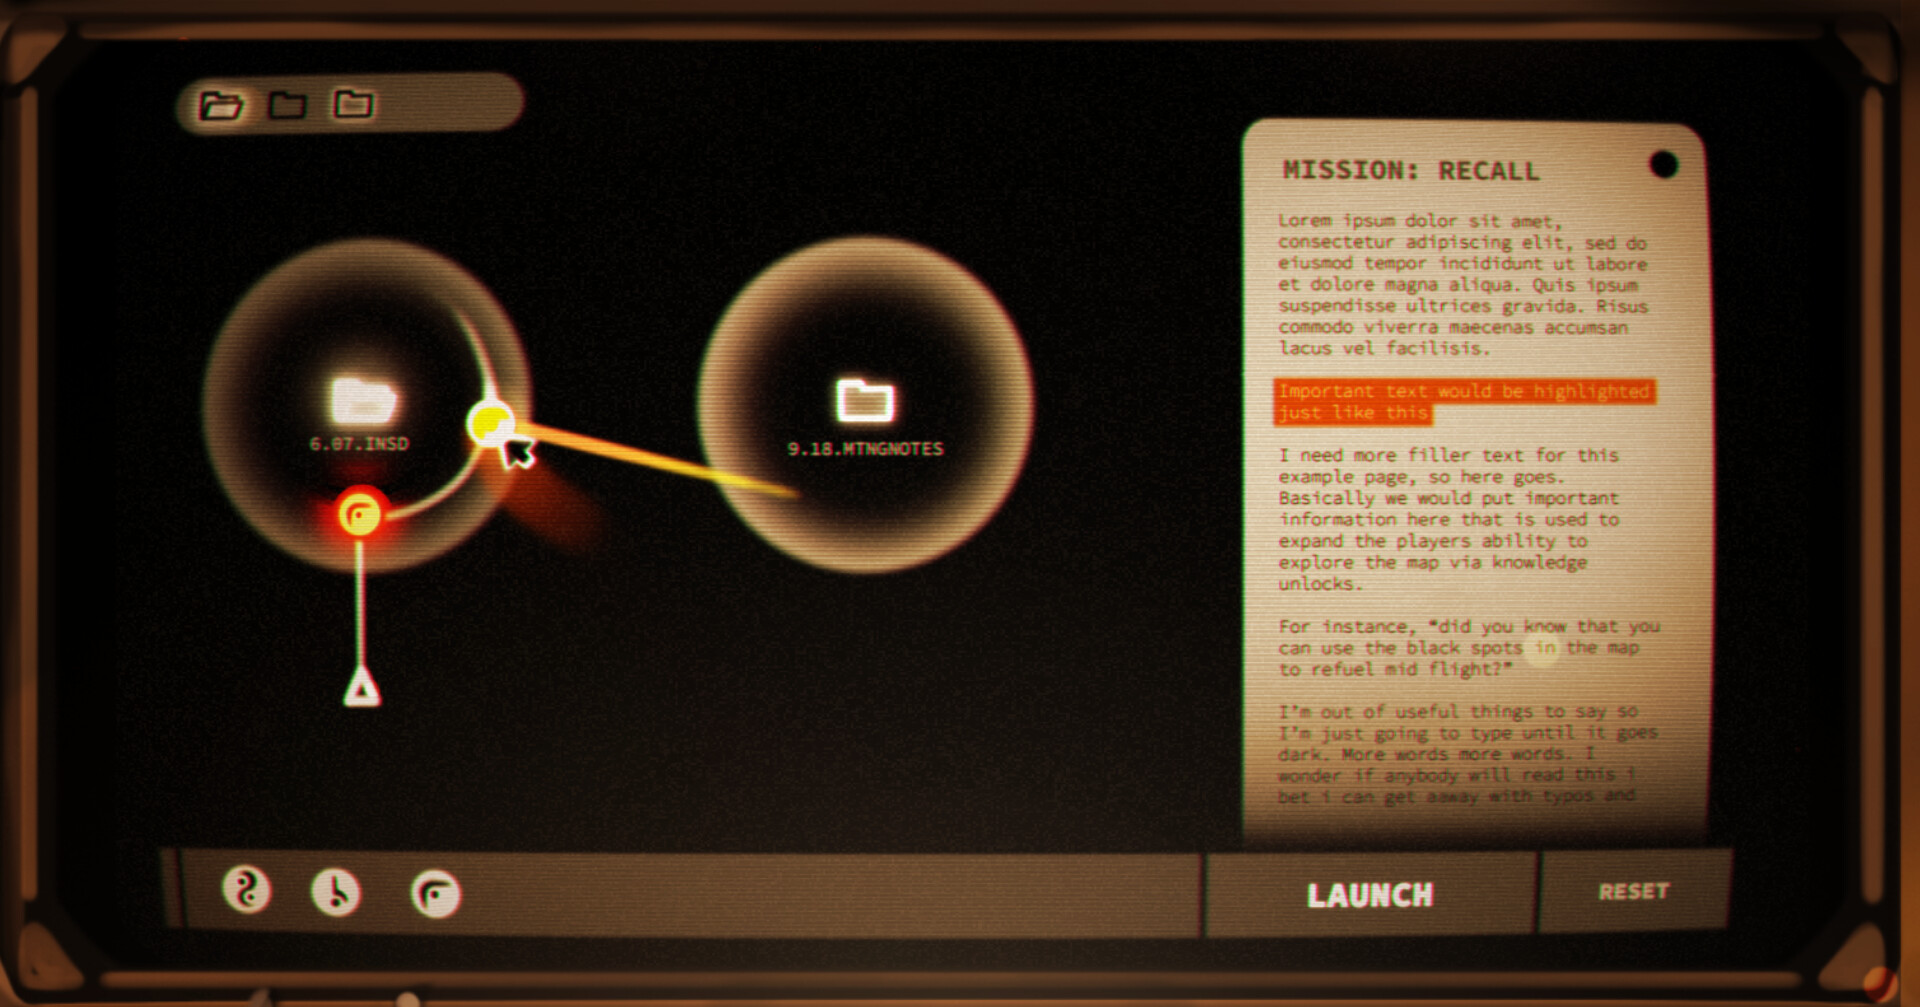 MISSION: RECALL
Lorem ipsum dolor sit amet,
consectetur adipiscing elit, sed do
eiusmod tempor incididunt ut labore
et dolore magna aliqua. Quis ipsum
suspendisse ultrices gravida. Risus
commodo viverra maecenas accumsan
lacus vel facilisis.
Important text would be highlighted
just like this
I need more filler text for this
example page, so here goes.
Basically we would put important
information here that is used to
expand the players ability to
explore the map via knowledge
unlocks.
For instance, "did you know that you
can use the black spots in the map
to refuel mid flight?"
I'm out of useful things to say so
I'm just going to type until it goes
dark. More words more words. I
wonder if anybody will read this i
bet i can get aaway with typos and
6.07.INSD
9.18.MTNGNOTES
LAUNCH
RESET